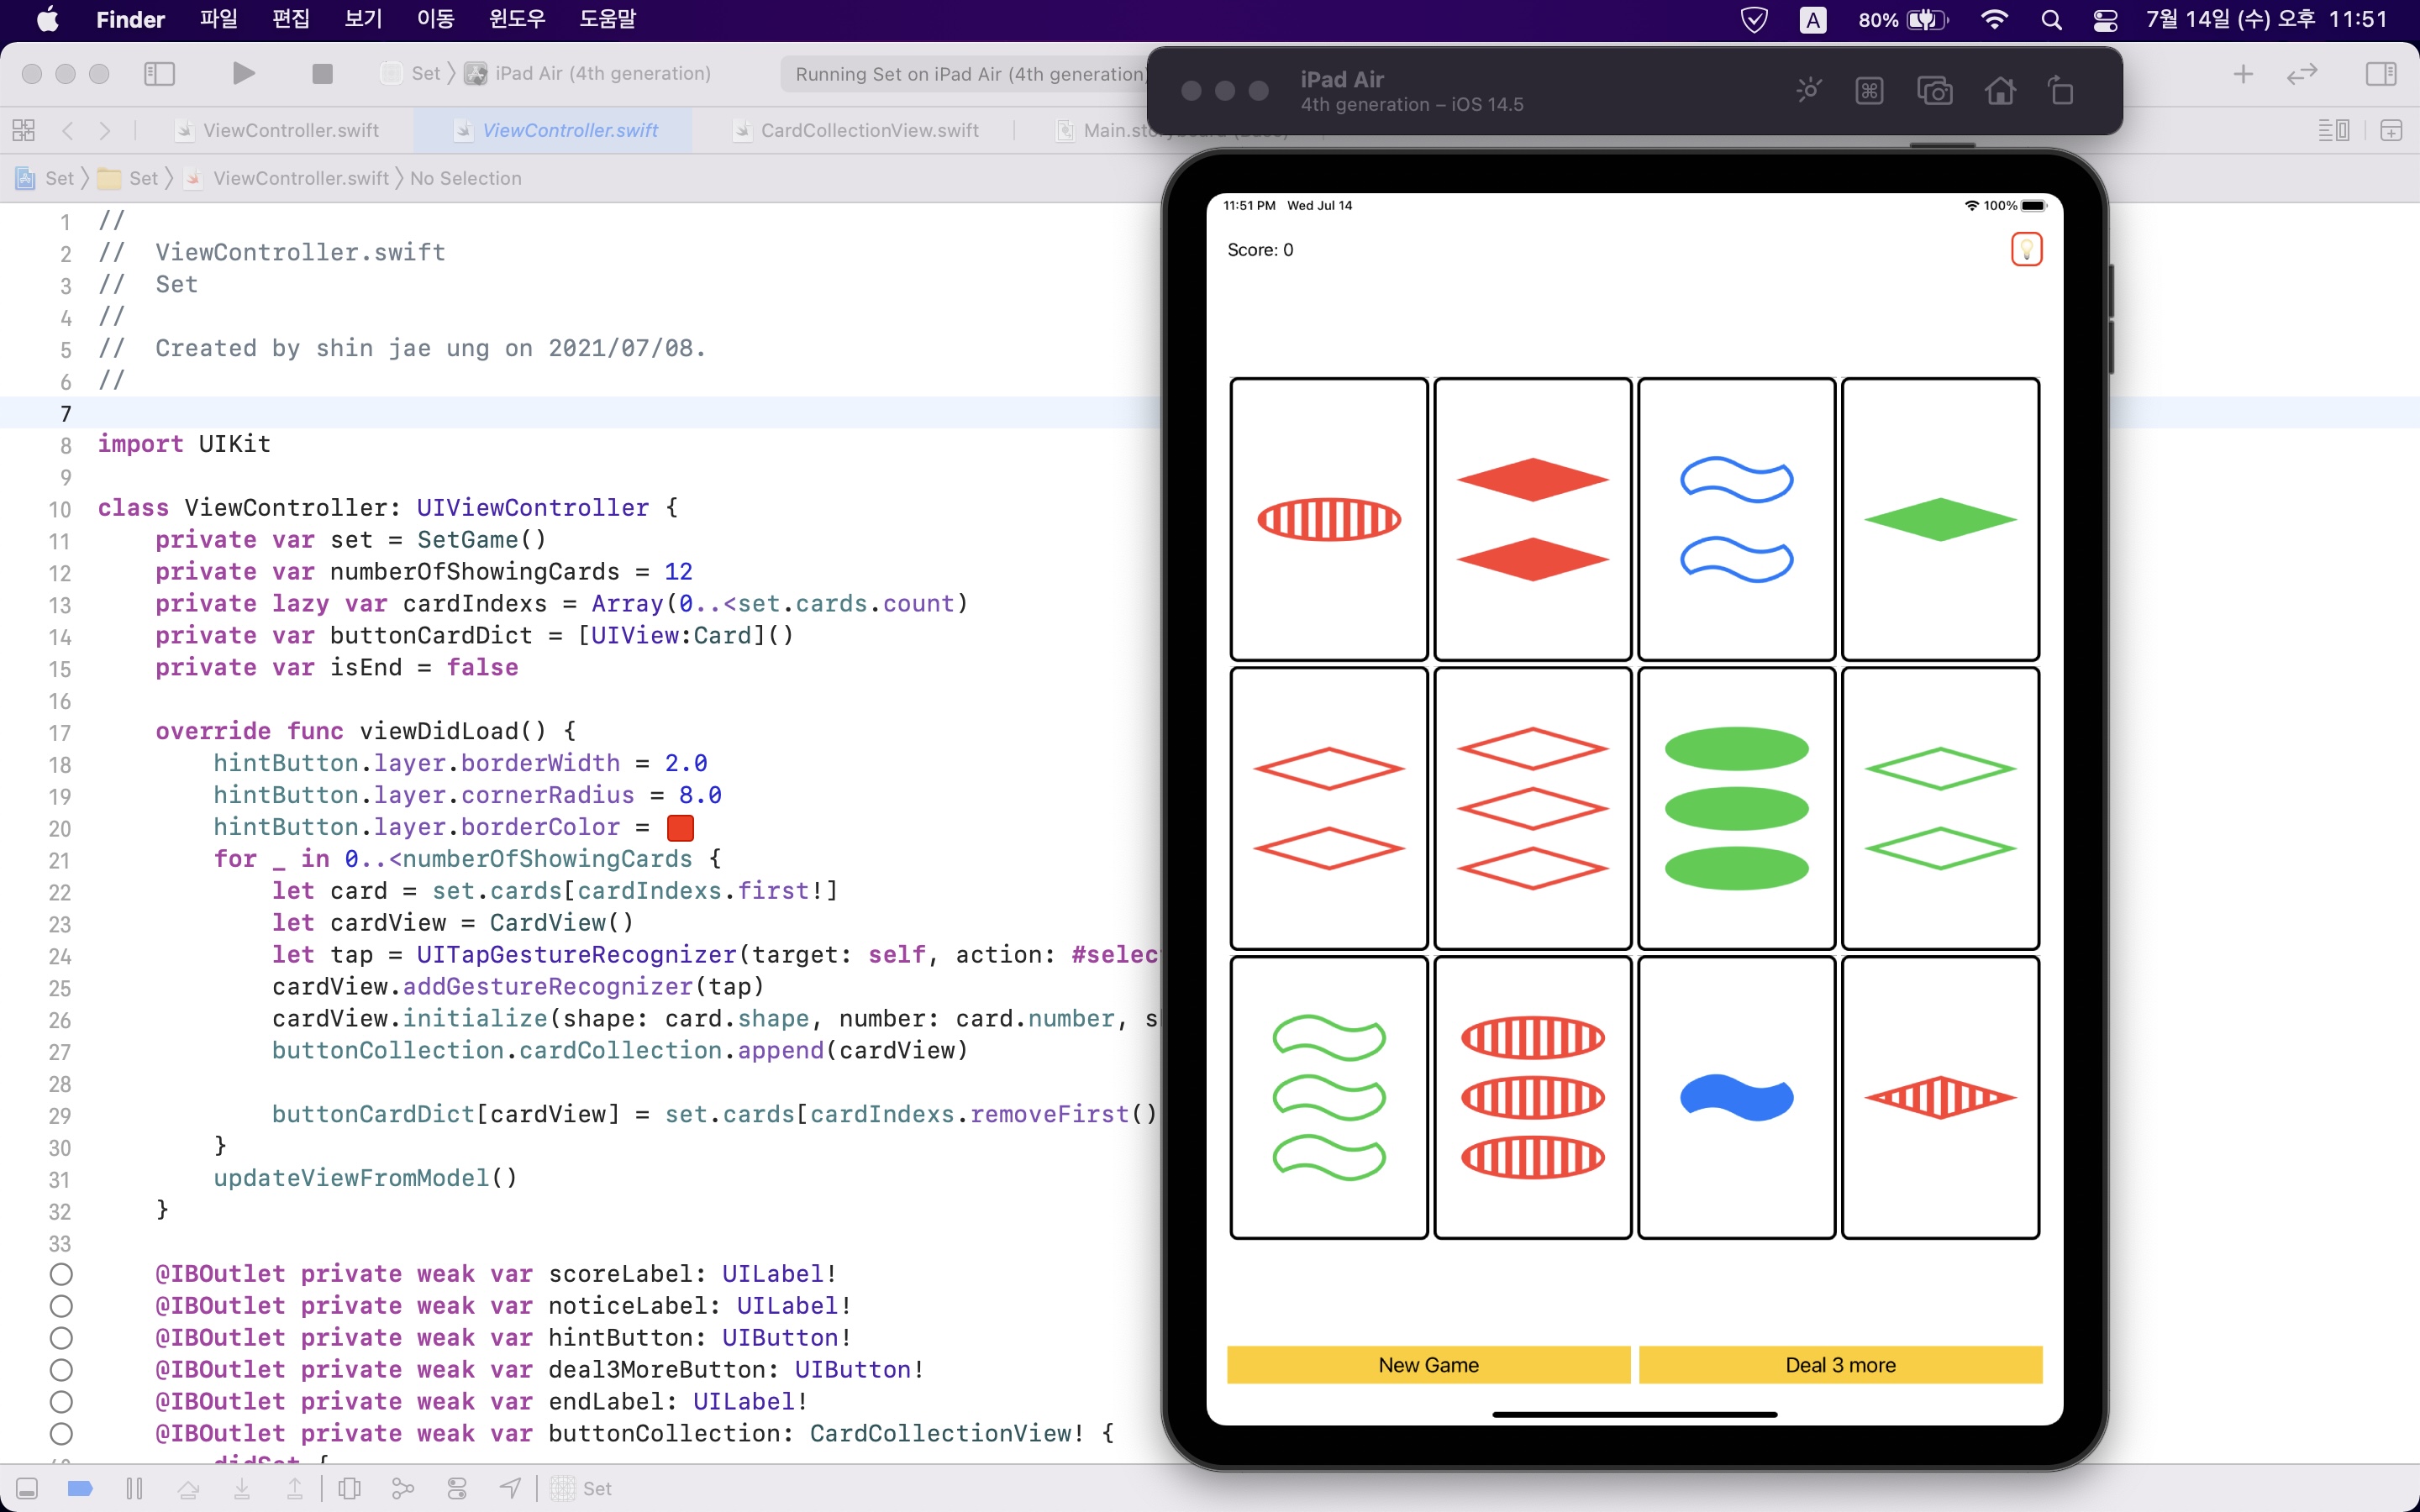 Finder 파일 편집 보기 이동 윈도우 도움말 A 80% 7월 14일 (수) 오후 11:51
Set iPad Air (4th generation) Running Set on iPad Air (4th generation
iPad Air
4th generation – iOS 14.5
ViewController.swift ViewController.swift CardCollectionView.swift Main.storyboard (Base)
Set Set ViewController.swift No Selection
1 //
2 //  ViewController.swift
3 //  Set
4 //
5 //  Created by shin jae ung on 2021/07/08.
6 //
7
8 import UIKit
9
10 class ViewController: UIViewController {
11     private var set = SetGame()
12     private var numberOfShowingCards = 12
13     private lazy var cardIndexs = Array(0..<set.cards.count)
14     private var buttonCardDict = [UIView:Card]()
15     private var isEnd = false
16
17     override func viewDidLoad() {
18         hintButton.layer.borderWidth = 2.0
19         hintButton.layer.cornerRadius = 8.0
20         hintButton.layer.borderColor =
21         for _ in 0..<numberOfShowingCards {
22             let card = set.cards[cardIndexs.first!]
23             let cardView = CardView()
24             let tap = UITapGestureRecognizer(target: self, action: #selec
25             cardView.addGestureRecognizer(tap)
26             cardView.initialize(shape: card.shape, number: card.number, s
27             buttonCollection.cardCollection.append(cardView)
28
29             buttonCardDict[cardView] = set.cards[cardIndexs.removeFirst()
30         }
31         updateViewFromModel()
32     }
33
@IBOutlet private weak var scoreLabel: UILabel!
@IBOutlet private weak var noticeLabel: UILabel!
@IBOutlet private weak var hintButton: UIButton!
@IBOutlet private weak var deal3MoreButton: UIButton!
@IBOutlet private weak var endLabel: UILabel!
@IBOutlet private weak var buttonCollection: CardCollectionView! {
didSet {
Set
11:51 PM Wed Jul 14 100%
Score: 0
New Game Deal 3 more